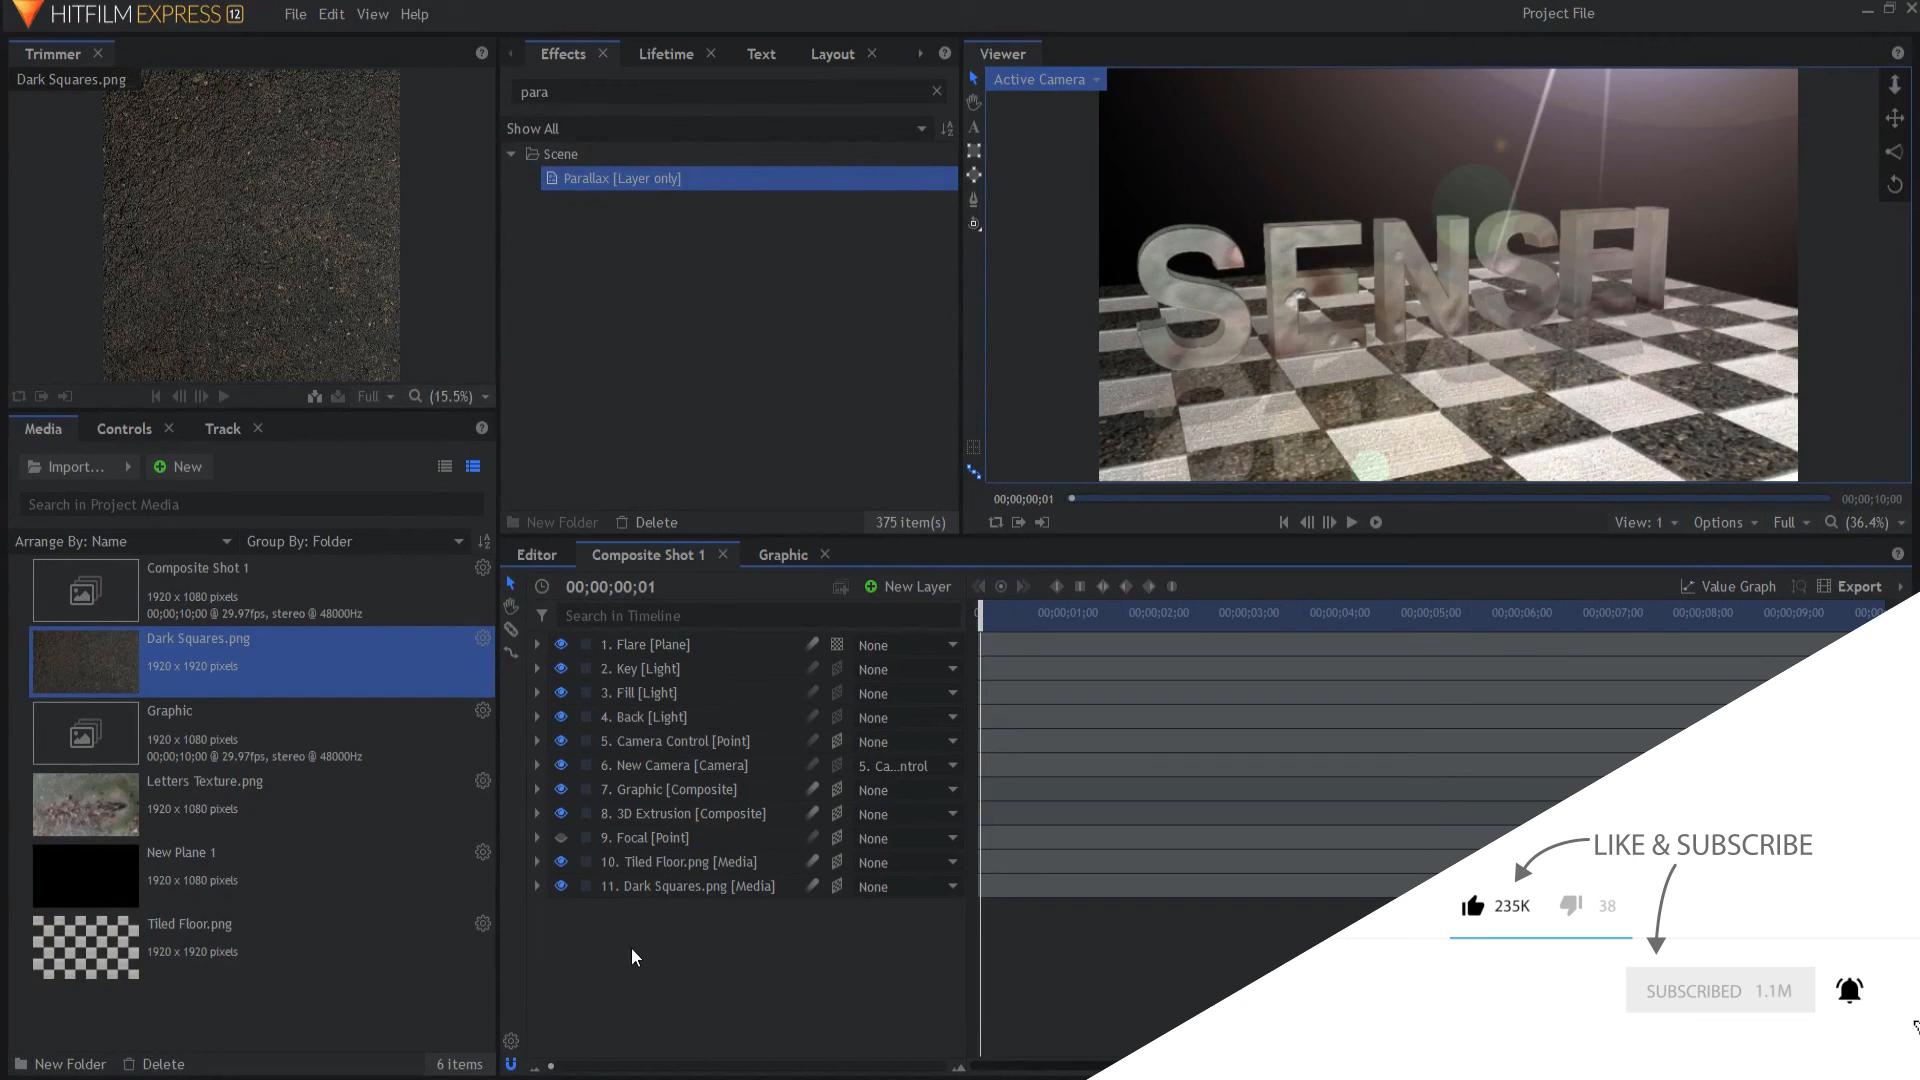 HITFILM EXPRESS 12
File Edit View Help
Project File
Trimmer
Dark Squares.png
Full (15.5%)
Effects Lifetime Text Layout
para
Show All
Scene
Parallax [Layer only]
New Folder Delete 375 item(s)
Viewer
Active Camera
SENSEI
00;00;00;01 00;00;10;00
View: 1 Options Full (36.4%)
Media Controls Track
Import... New
Search in Project Media
Arrange By: Name Group By: Folder
Composite Shot 1
1920 x 1080 pixels
00;00;10;00 @ 29.97fps, stereo @ 48000Hz
Dark Squares.png
1920 x 1920 pixels
Graphic
1920 x 1080 pixels
00;00;10;00 @ 29.97fps, stereo @ 48000Hz
Letters Texture.png
1920 x 1080 pixels
New Plane 1
1920 x 1080 pixels
Tiled Floor.png
1920 x 1920 pixels
New Folder Delete 6 items
Editor Composite Shot 1 Graphic
00;00;00;01 New Layer Value Graph Export
Search in Timeline
00;00;01;00 00;00;02;00 00;00;03;00 00;00;04;00 00;00;05;00 00;00;06;00 00;00;07;00 00;00;08;00 00;00;09;00
1. Flare [Plane] None
2. Key [Light] None
3. Fill [Light] None
4. Back [Light] None
5. Camera Control [Point] None
6. New Camera [Camera] 5. Ca...ntrol
7. Graphic [Composite] None
8. 3D Extrusion [Composite] None
9. Focal [Point] None
10. Tiled Floor.png [Media] None
11. Dark Squares.png [Media] None
LIKE & SUBSCRIBE
235K 38
SUBSCRIBED 1.1M